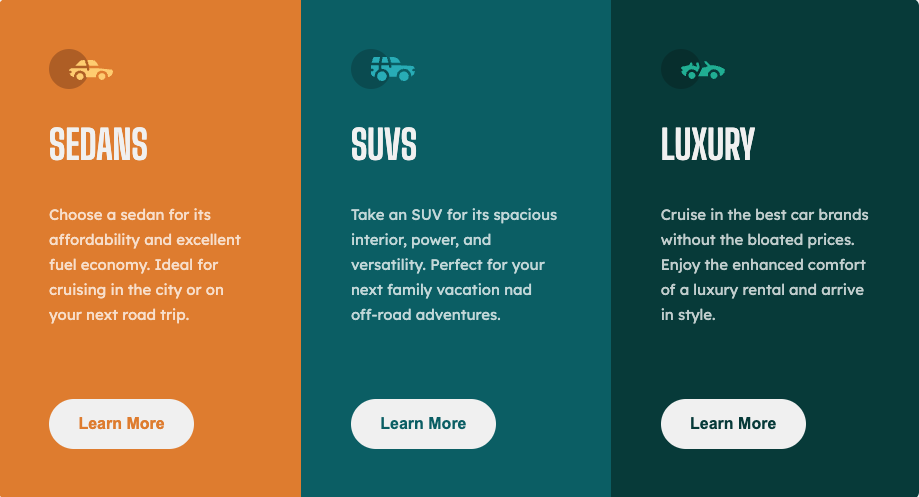 SEDANS
Choose a sedan for its
affordability and excellent
fuel economy. Ideal for
cruising in the city or on
your next road trip.
Learn More
SUVS
Take an SUV for its spacious
interior, power, and
versatility. Perfect for your
next family vacation nad
off-road adventures.
Learn More
LUXURY
Cruise in the best car brands
without the bloated prices.
Enjoy the enhanced comfort
of a luxury rental and arrive
in style.
Learn More